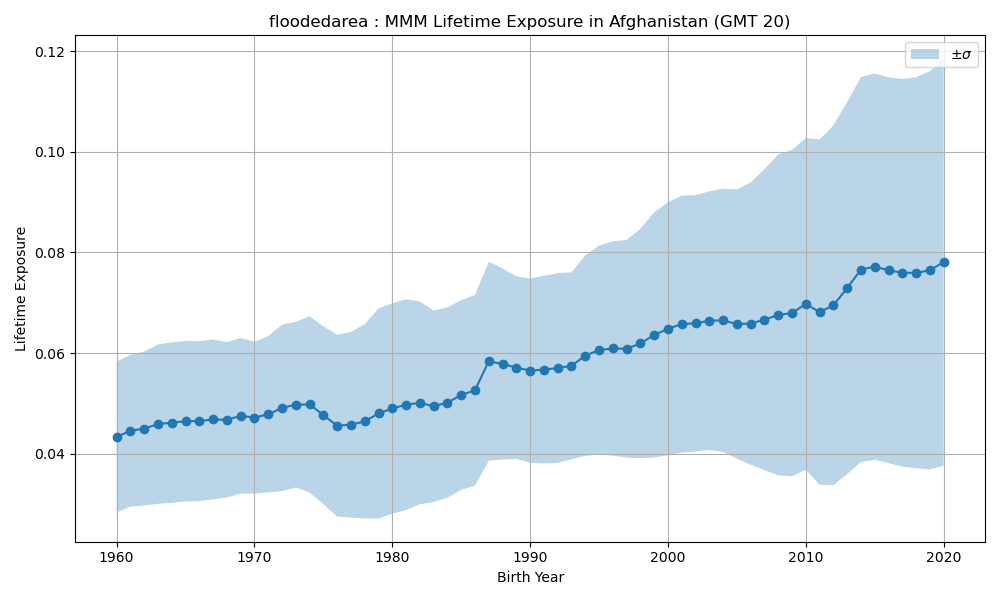 floodedarea : MMM Lifetime Exposure in Afghanistan (GMT 20)
±σ
0.12
0.10
0.08
0.06
0.04
Lifetime Exposure
1960 1970 1980 1990 2000 2010 2020
Birth Year